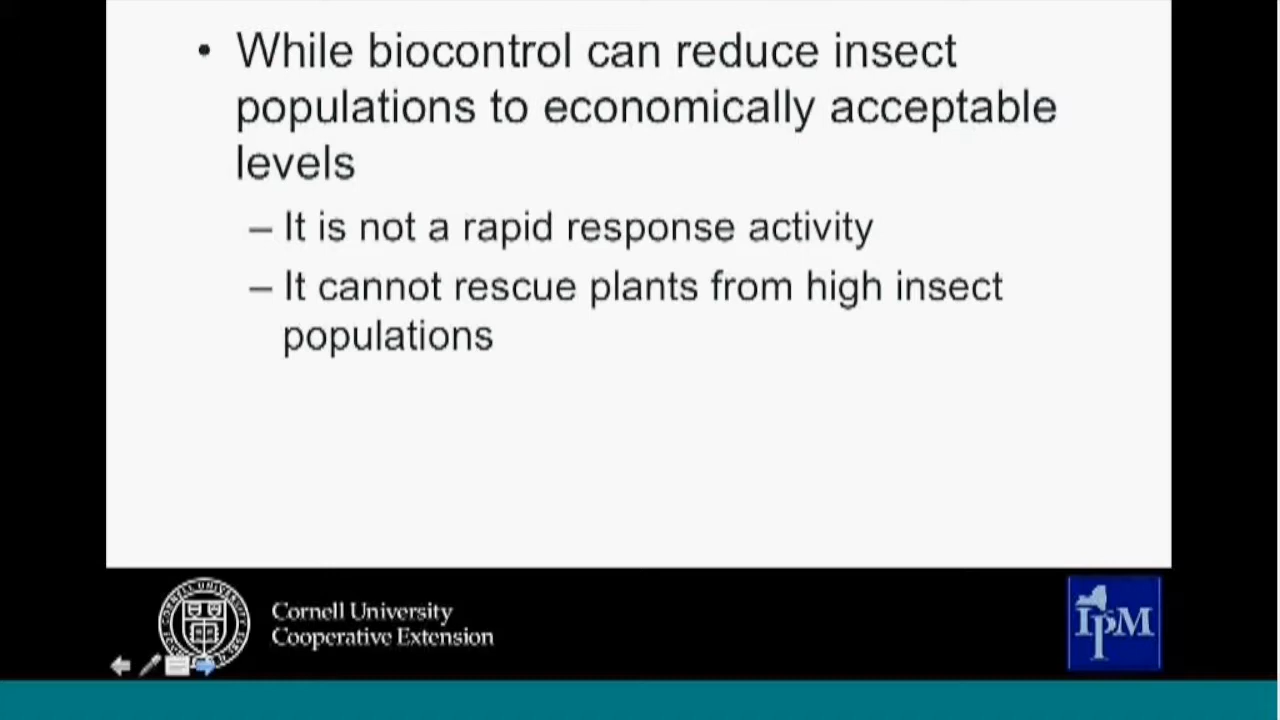 • While biocontrol can reduce insect
populations to economically acceptable
levels
– It is not a rapid response activity
– It cannot rescue plants from high insect
populations
Cornell University
Cooperative Extension
IPM